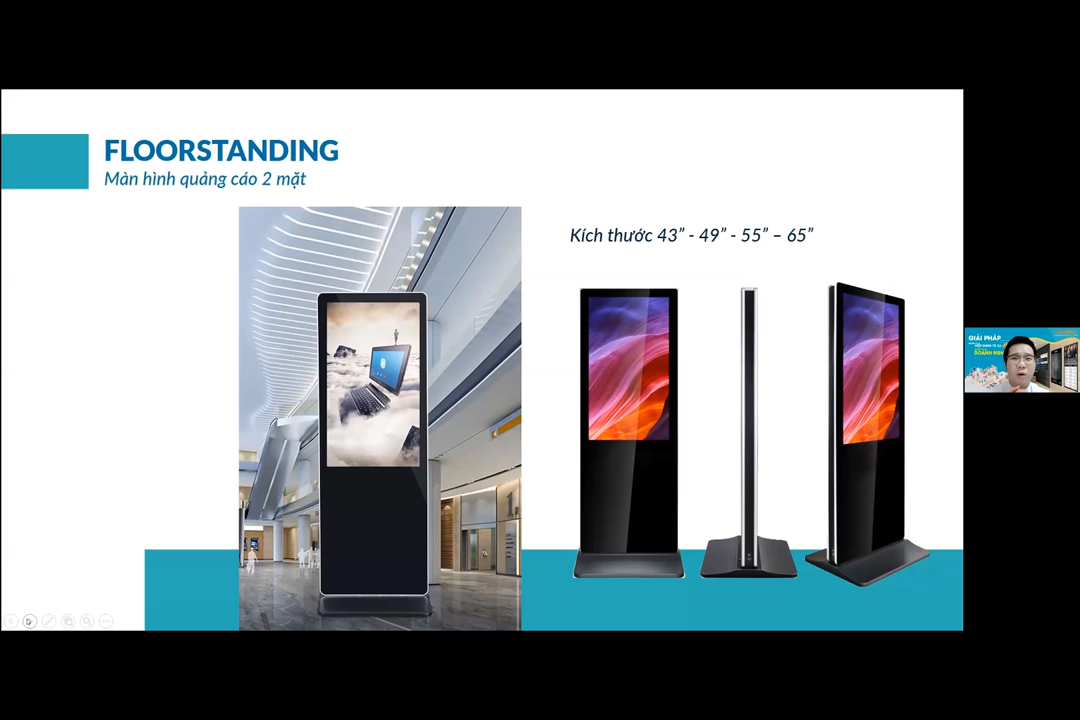 FLOORSTANDING
Màn hình quảng cáo 2 mặt
Kích thước 43” - 49” - 55” – 65”
GIẢI PHÁP
DOANH NGH